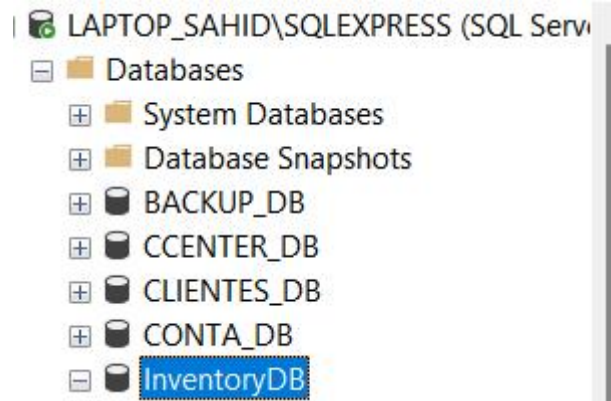 LAPTOP_SAHID\SQLEXPRESS (SQL Serv
Databases
System Databases
Database Snapshots
BACKUP_DB
CCENTER_DB
CLIENTES_DB
CONTA_DB
InventoryDB